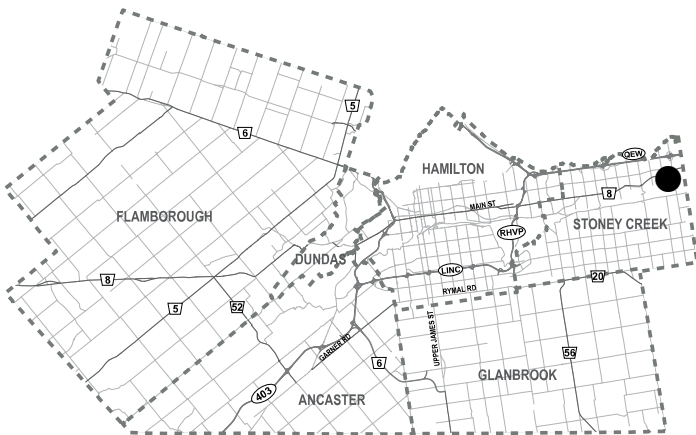 5
6
HAMILTON
QEW
8
MAIN ST
FLAMBOROUGH
STONEY CREEK
RHVP
DUNDAS
LINC
8
20
RYMAL RD
5
52
UPPER JAMES ST
GARNER RD
6
56
GLANBROOK
403
ANCASTER